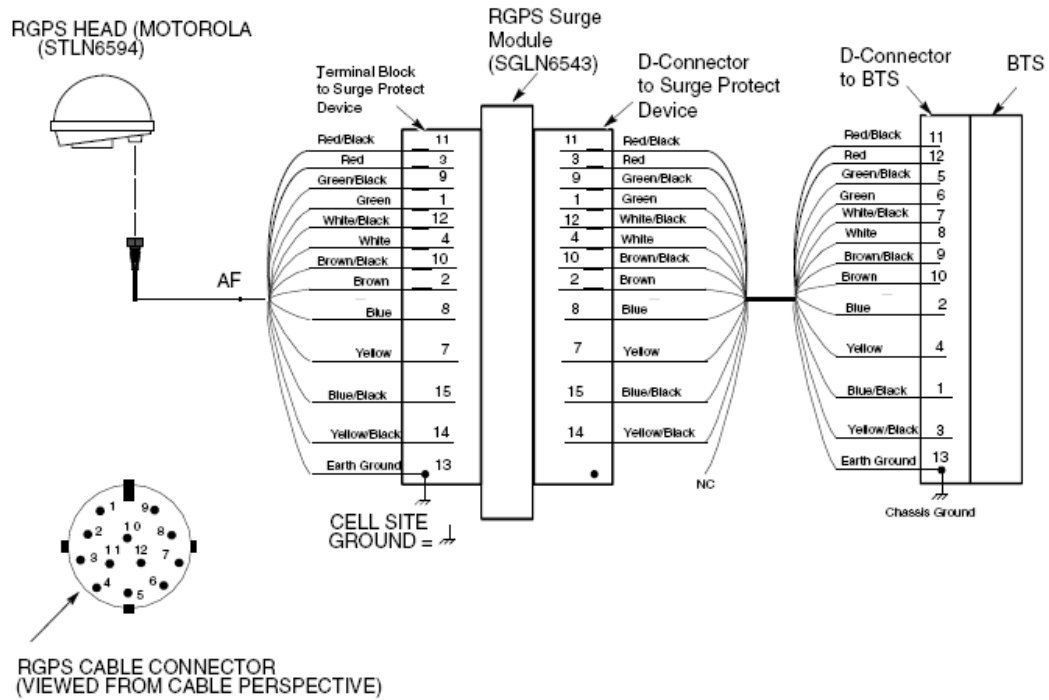 RGPS HEAD (MOTOROLA
(STLN6594)
RGPS Surge
Module
(SGLN6543)
Terminal Block
to Surge Protect
Device
D-Connector
to Surge Protect
Device
D-Connector
to BTS
BTS
AF
Red/Black 11
Red 3
Green/Black 9
Green 1
White/Black 12
White 4
Brown/Black 10
Brown 2
Blue 8
Yellow 7
Blue/Black 15
Yellow/Black 14
Earth Ground 13
CELL SITE
GROUND =
11 Red/Black
3 Red
9 Green/Black
1 Green
12 White/Black
4 White
10 Brown/Black
2 Brown
8 Blue
7 Yellow
15 Blue/Black
14 Yellow/Black
NC
Red/Black 11
Red 12
Green/Black 5
Green 6
White/Black 7
White 8
Brown/Black 9
Brown 10
Blue 2
Yellow 4
Blue/Black 1
Yellow/Black 3
Earth Ground 13
Chassis Ground
1 9
2 10 8
3 11 12 7
4 5 6
RGPS CABLE CONNECTOR
(VIEWED FROM CABLE PERSPECTIVE)